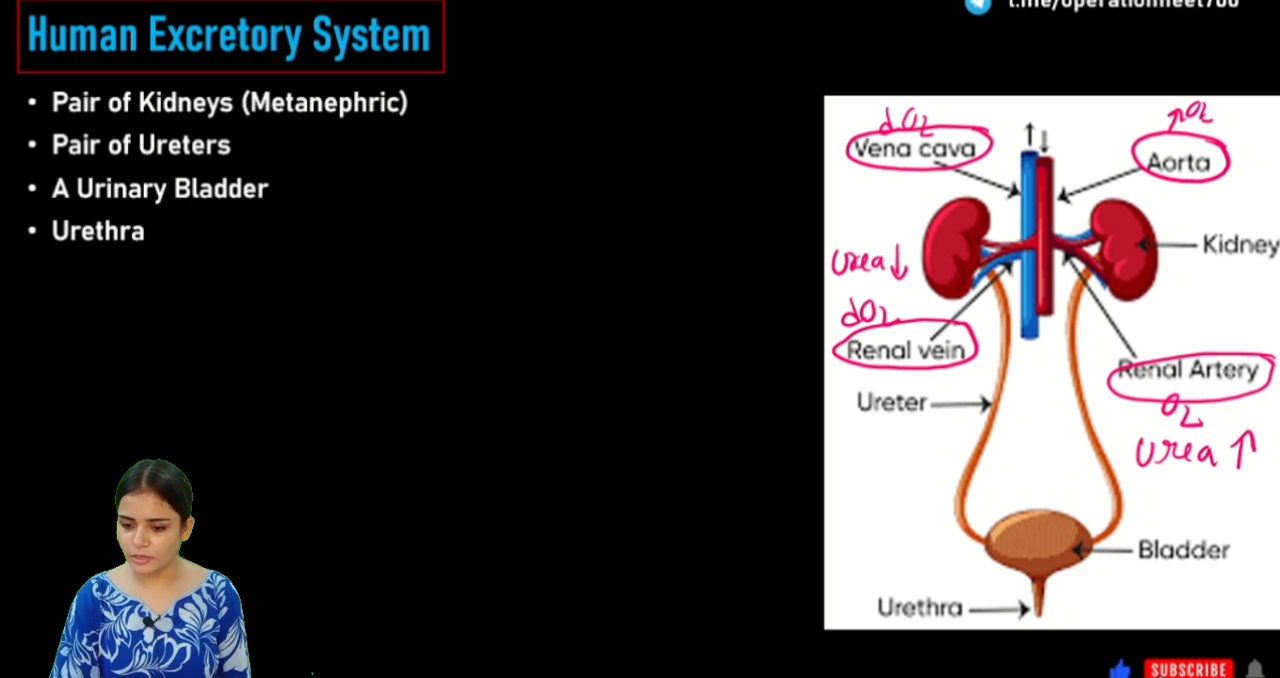 Human Excretory System
• Pair of Kidneys (Metanephric)
• Pair of Ureters
• A Urinary Bladder
• Urethra
dO2
↑O2
Vena cava
↑↓
Aorta
Kidney
Urea↓
dO2
Renal vein
Renal Artery
O2
Ureter
Urea ↑
Bladder
Urethra
SUBSCRIBE